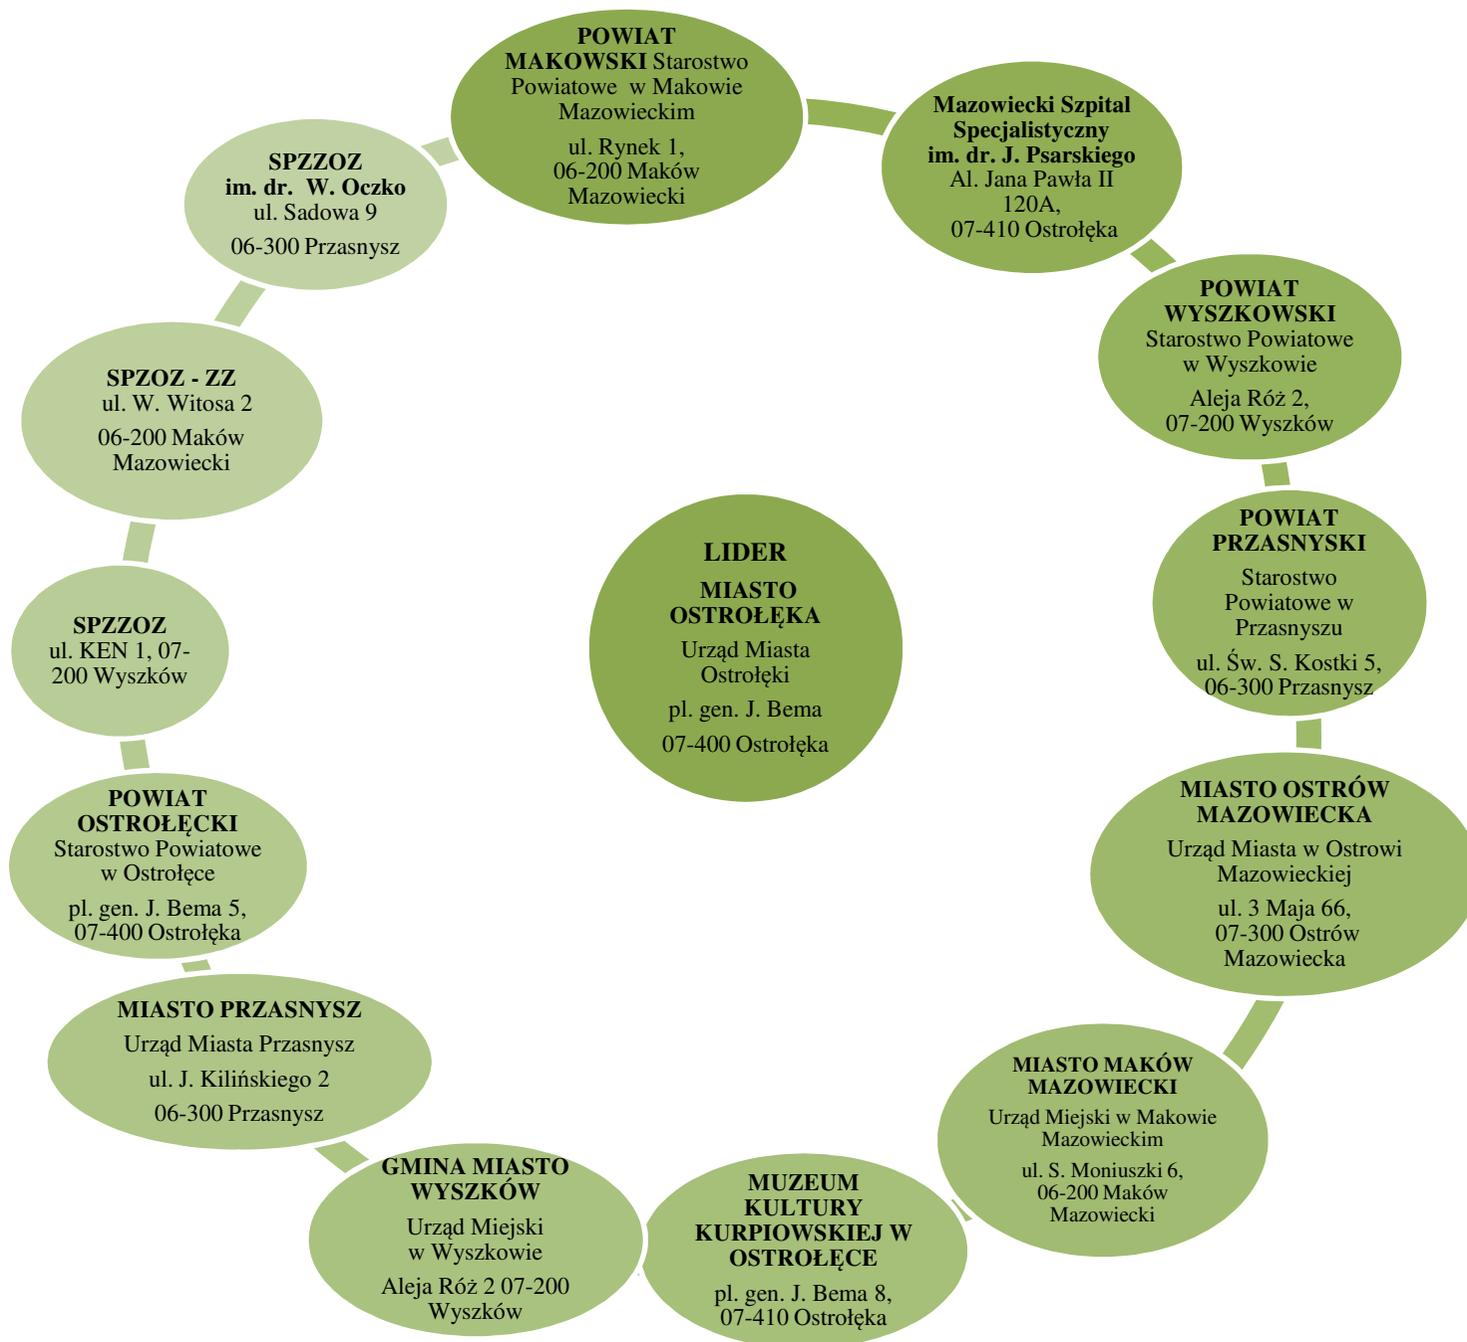 POWIAT
MAKOWSKI Starostwo
Powiatowe w Makowie
Mazowieckim
ul. Rynek 1,
06-200 Maków
Mazowiecki
Mazowiecki Szpital
Specjalistyczny
im. dr. J. Psarskiego
Al. Jana Pawła II
120A,
07-410 Ostrołęka
POWIAT
WYSZKOWSKI
Starostwo Powiatowe
w Wyszkowie
Aleja Róż 2,
07-200 Wyszków
POWIAT
PRZASNYSKI
Starostwo
Powiatowe w
Przasnyszu
ul. Św. S. Kostki 5,
06-300 Przasnysz
MIASTO OSTRÓW
MAZOWIECKA
Urząd Miasta w Ostrowi
Mazowieckiej
ul. 3 Maja 66,
07-300 Ostrów
Mazowiecka
MIASTO MAKÓW
MAZOWIECKI
Urząd Miejski w Makowie
Mazowieckim
ul. S. Moniuszki 6,
06-200 Maków
Mazowiecki
MUZEUM
KULTURY
KURPIOWSKIEJ W
OSTROŁĘCE
pl. gen. J. Bema 8,
07-410 Ostrołęka
GMINA MIASTO
WYSZKÓW
Urząd Miejski
w Wyszkowie
Aleja Róż 2 07-200
Wyszków
MIASTO PRZASNYSZ
Urząd Miasta Przasnysz
ul. J. Kilińskiego 2
06-300 Przasnysz
POWIAT
OSTROŁĘCKI
Starostwo Powiatowe
w Ostrołęce
pl. gen. J. Bema 5,
07-400 Ostrołęka
SPZZOZ
ul. KEN 1, 07-
200 Wyszków
SPZOZ - ZZ
ul. W. Witosa 2
06-200 Maków
Mazowiecki
SPZZOZ
im. dr. W. Oczko
ul. Sadowa 9
06-300 Przasnysz
LIDER
MIASTO
OSTROŁĘKA
Urząd Miasta
Ostrołęki
pl. gen. J. Bema
07-400 Ostrołęka